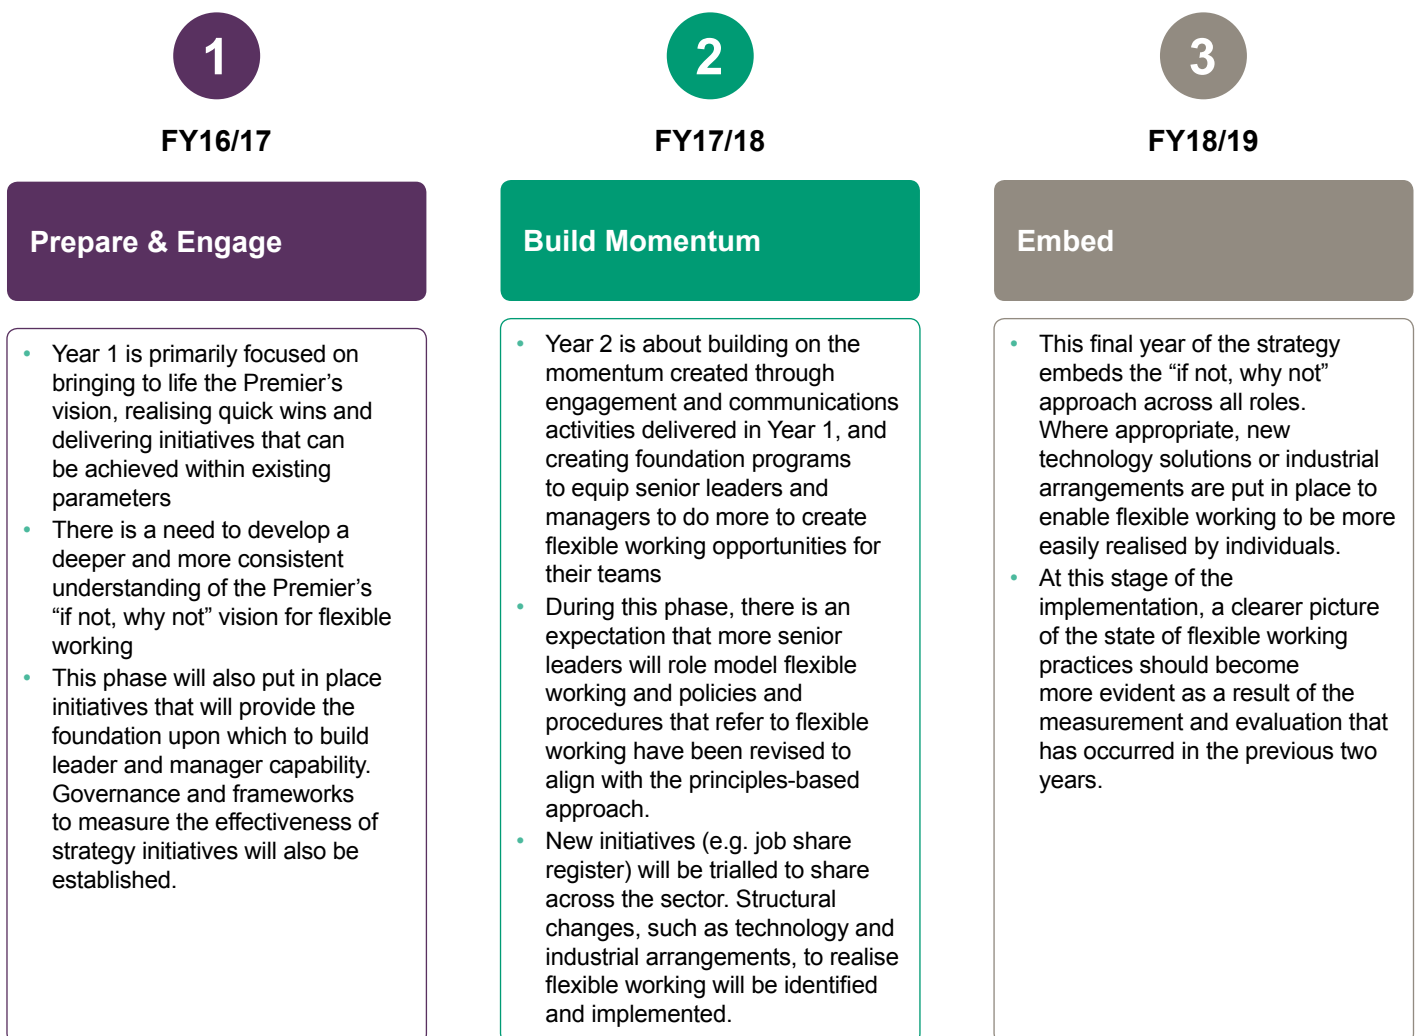 1
FY16/17
Prepare & Engage
• Year 1 is primarily focused on
bringing to life the Premier’s
vision, realising quick wins and
delivering initiatives that can
be achieved within existing
parameters
• There is a need to develop a
deeper and more consistent
understanding of the Premier’s
“if not, why not” vision for flexible
working
• This phase will also put in place
initiatives that will provide the
foundation upon which to build
leader and manager capability.
Governance and frameworks
to measure the effectiveness of
strategy initiatives will also be
established.
2
FY17/18
Build Momentum
• Year 2 is about building on the
momentum created through
engagement and communications
activities delivered in Year 1, and
creating foundation programs
to equip senior leaders and
managers to do more to create
flexible working opportunities for
their teams
• During this phase, there is an
expectation that more senior
leaders will role model flexible
working and policies and
procedures that refer to flexible
working have been revised to
align with the principles-based
approach.
• New initiatives (e.g. job share
register) will be trialled to share
across the sector. Structural
changes, such as technology and
industrial arrangements, to realise
flexible working will be identified
and implemented.
3
FY18/19
Embed
• This final year of the strategy
embeds the “if not, why not”
approach across all roles.
Where appropriate, new
technology solutions or industrial
arrangements are put in place to
enable flexible working to be more
easily realised by individuals.
• At this stage of the
implementation, a clearer picture
of the state of flexible working
practices should become
more evident as a result of the
measurement and evaluation that
has occurred in the previous two
years.